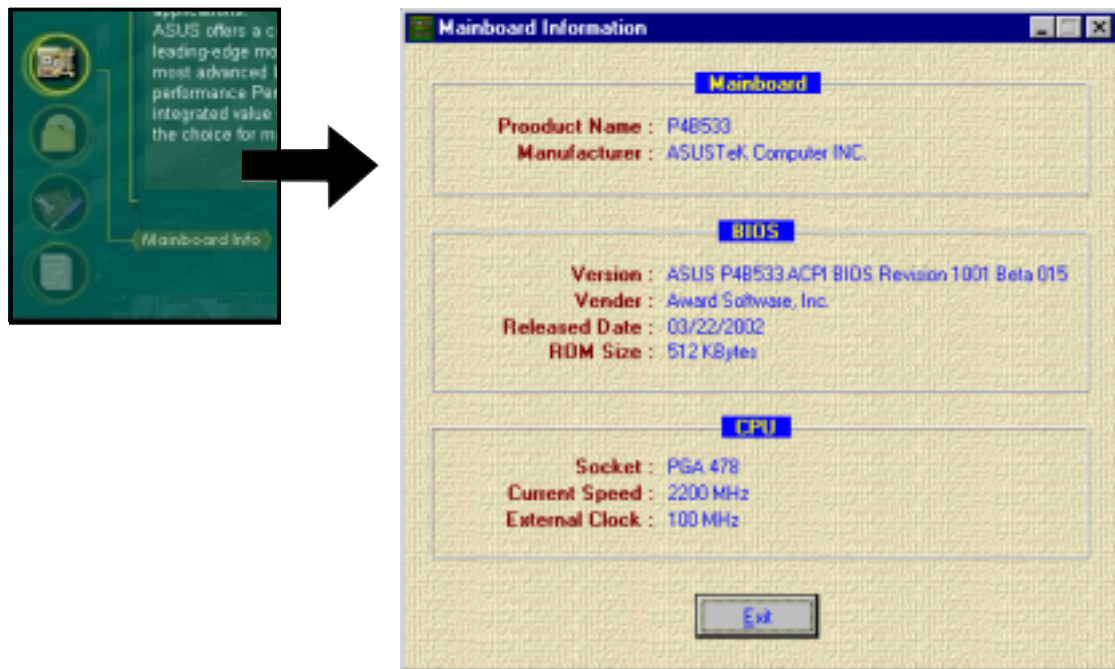 applications.
ASUS offers a c
leading-edge mo
most advanced
performance Per
integrated value
the choice for m
Mainboard Info
Mainboard Information
Mainboard
Prooduct Name : P4B533
Manufacturer : ASUSTeK Computer INC.
BIOS
Version : ASUS P4B533 ACPI BIOS Revision 1001 Beta 015
Vender : Award Software, Inc.
Released Date : 03/22/2002
ROM Size : 512 KBytes
CPU
Socket : PGA 478
Current Speed : 2200 MHz
External Clock : 100 MHz
Exit